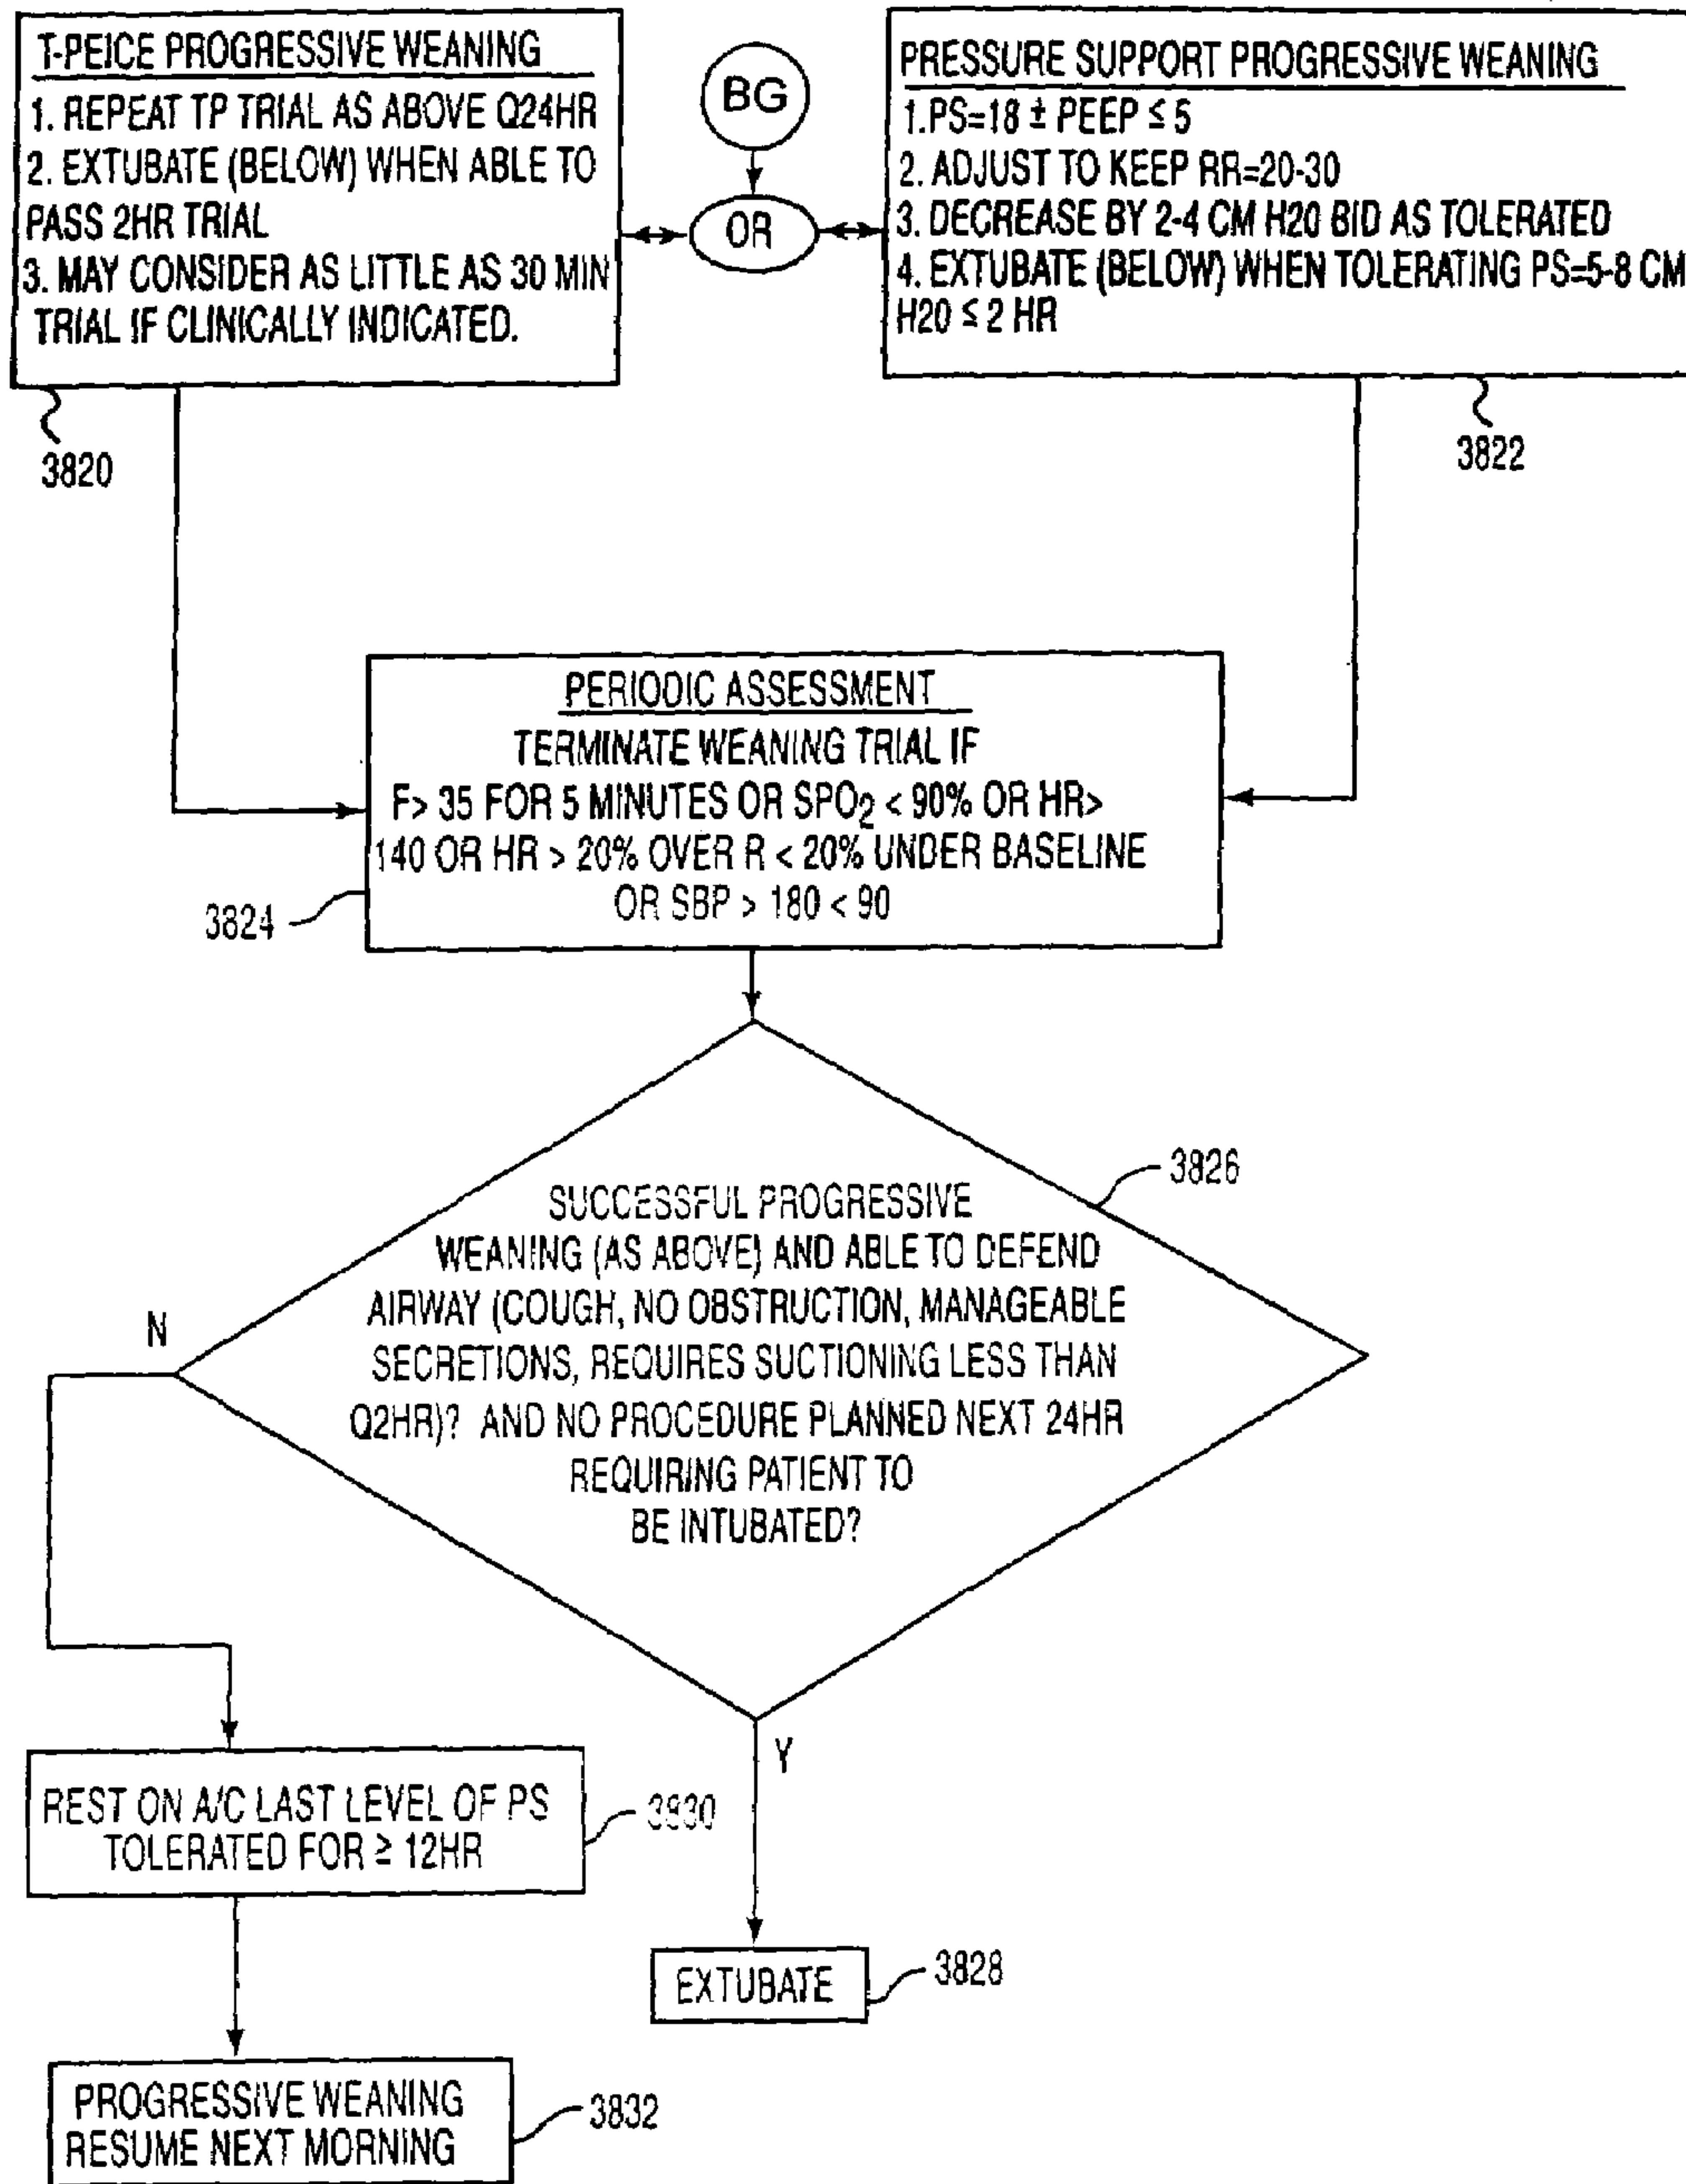 T-PEICE PROGRESSIVE WEANING
1. REPEAT TP TRIAL AS ABOVE Q24HR
2. EXTUBATE (BELOW) WHEN ABLE TO
PASS 2HR TRIAL
3. MAY CONSIDER AS LITTLE AS 30 MIN
TRIAL IF CLINICALLY INDICATED.
3820
BG
OR
PRESSURE SUPPORT PROGRESSIVE WEANING
1.PS=18 ± PEEP ≤ 5
2. ADJUST TO KEEP RR=20-30
3. DECREASE BY 2-4 CM H20 BID AS TOLERATED
4. EXTUBATE (BELOW) WHEN TOLERATING PS=5-8 CM
H20 ≤ 2 HR
3822
PERIODIC ASSESSMENT
TERMINATE WEANING TRIAL IF
F> 35 FOR 5 MINUTES OR SPO₂ < 90% OR HR>
140 OR HR > 20% OVER R < 20% UNDER BASELINE
OR SBP > 180 < 90
3824
SUCCESSFUL PROGRESSIVE
WEANING (AS ABOVE) AND ABLE TO DEFEND
AIRWAY (COUGH, NO OBSTRUCTION, MANAGEABLE
SECRETIONS, REQUIRES SUCTIONING LESS THAN
Q2HR)? AND NO PROCEDURE PLANNED NEXT 24HR
REQUIRING PATIENT TO
BE INTUBATED?
3826
N
Y
REST ON A/C LAST LEVEL OF PS
TOLERATED FOR ≥ 12HR
3830
EXTUBATE
3828
PROGRESSIVE WEANING
RESUME NEXT MORNING
3832